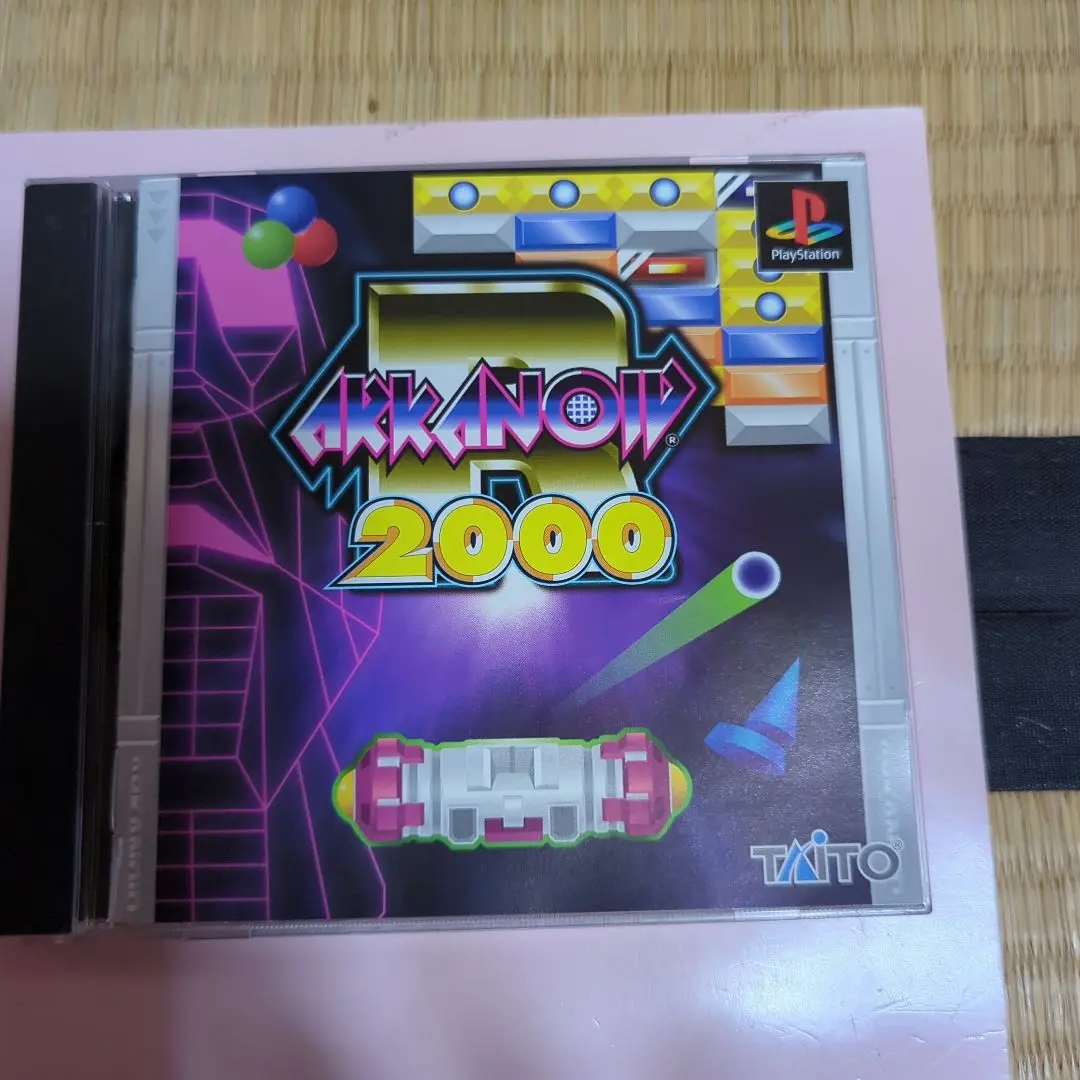 PlayStation
R
ARKANOID®
2000
TAITO®